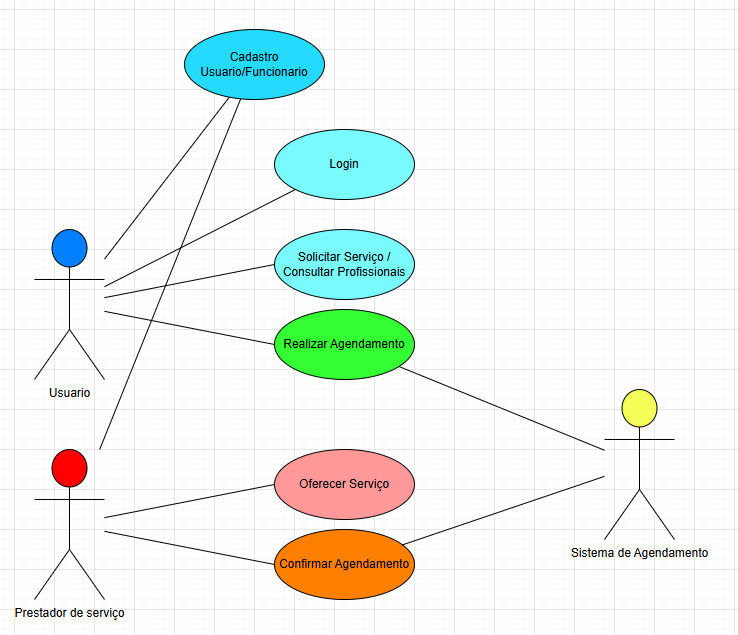 Cadastro
Usuario/Funcionario
Login
Solicitar Serviço /
Consultar Profissionais
Realizar Agendamento
Usuario
Oferecer Serviço
Sistema de Agendamento
Confirmar Agendamento
Prestador de serviço